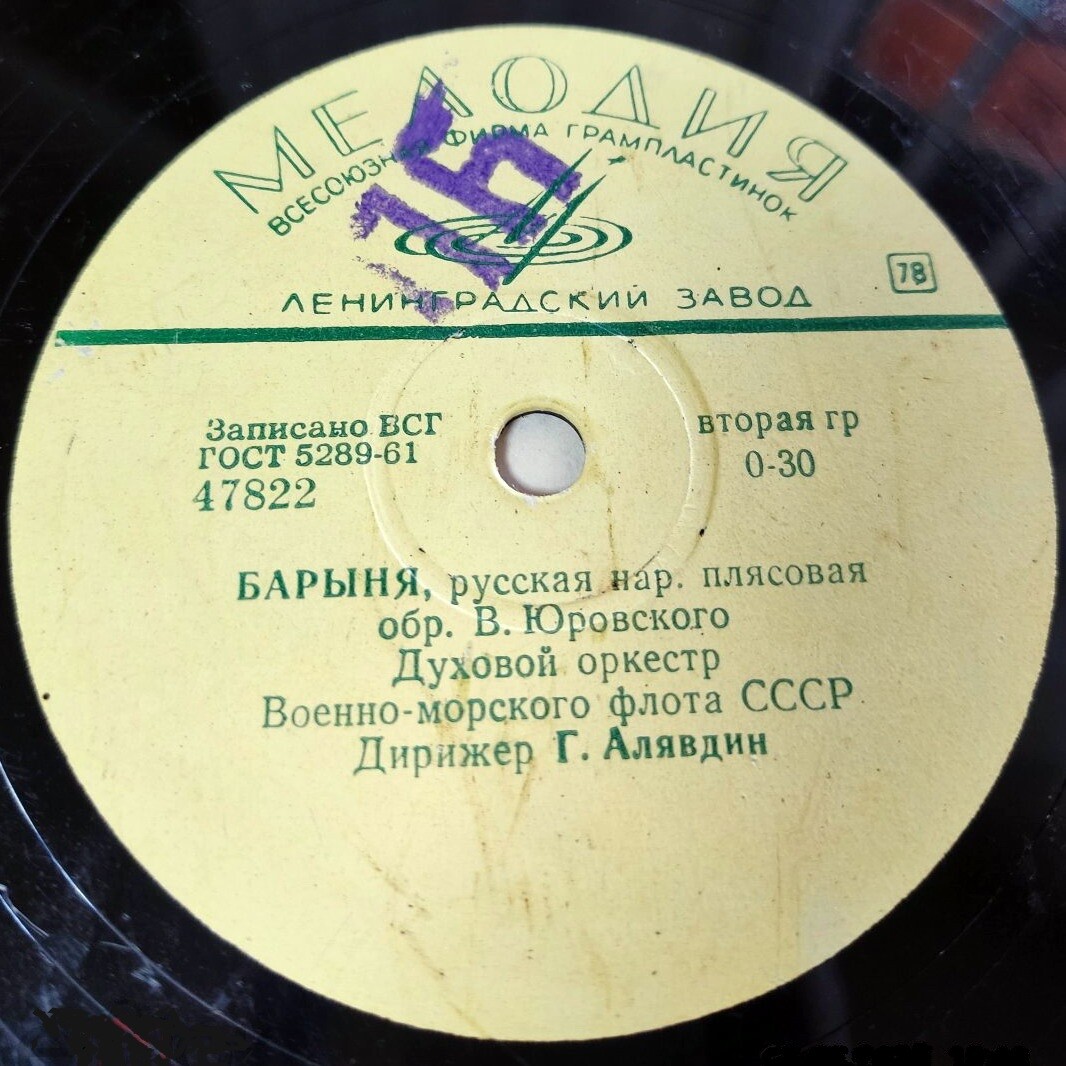 МЕЛОДИЯ
ВСЕСОЮЗНАЯ ФИРМА ГРАМПЛАСТИНОК
16
ЛЕНИНГРАДСКИЙ ЗАВОД
78
Записано ВСГ
ГОСТ 5289-61
47822
вторая гр
0-30
БАРЫНЯ, русская нар. плясовая
обр. В. Юровского
Духовой оркестр
Военно-морского флота СССР
Дирижер Г. Алявдин